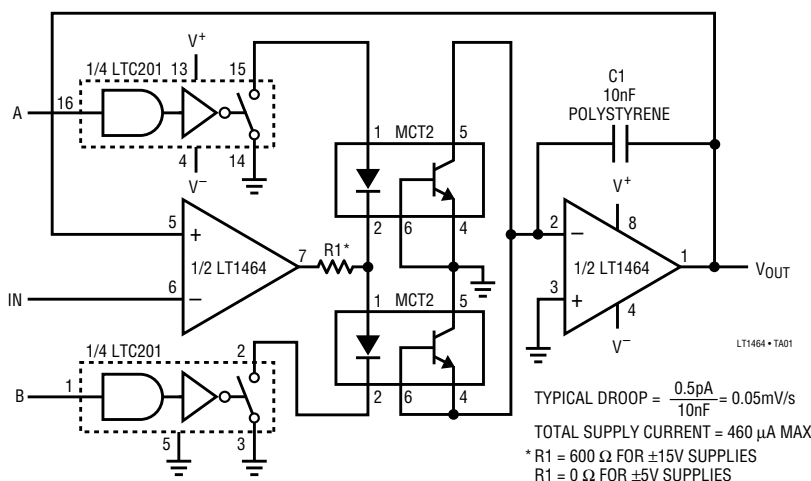 1/4 LTC201
V+
13
15
A
16
4
14
V−
C1
10nF
POLYSTYRENE
1
MCT2
5
2
6
4
5
+
1/2 LT1464
7
R1*
6
−
IN
V+
8
2
−
1/2 LT1464
1
VOUT
3
+
4
V−
1
MCT2
5
2
6
4
1/4 LTC201
2
B
1
5
3
LT1464 • TA01
TYPICAL DROOP = 0.5pA / 10nF = 0.05mV/s
TOTAL SUPPLY CURRENT = 460 µA MAX
* R1 = 600 Ω FOR ±15V SUPPLIES
R1 = 0 Ω FOR ±5V SUPPLIES